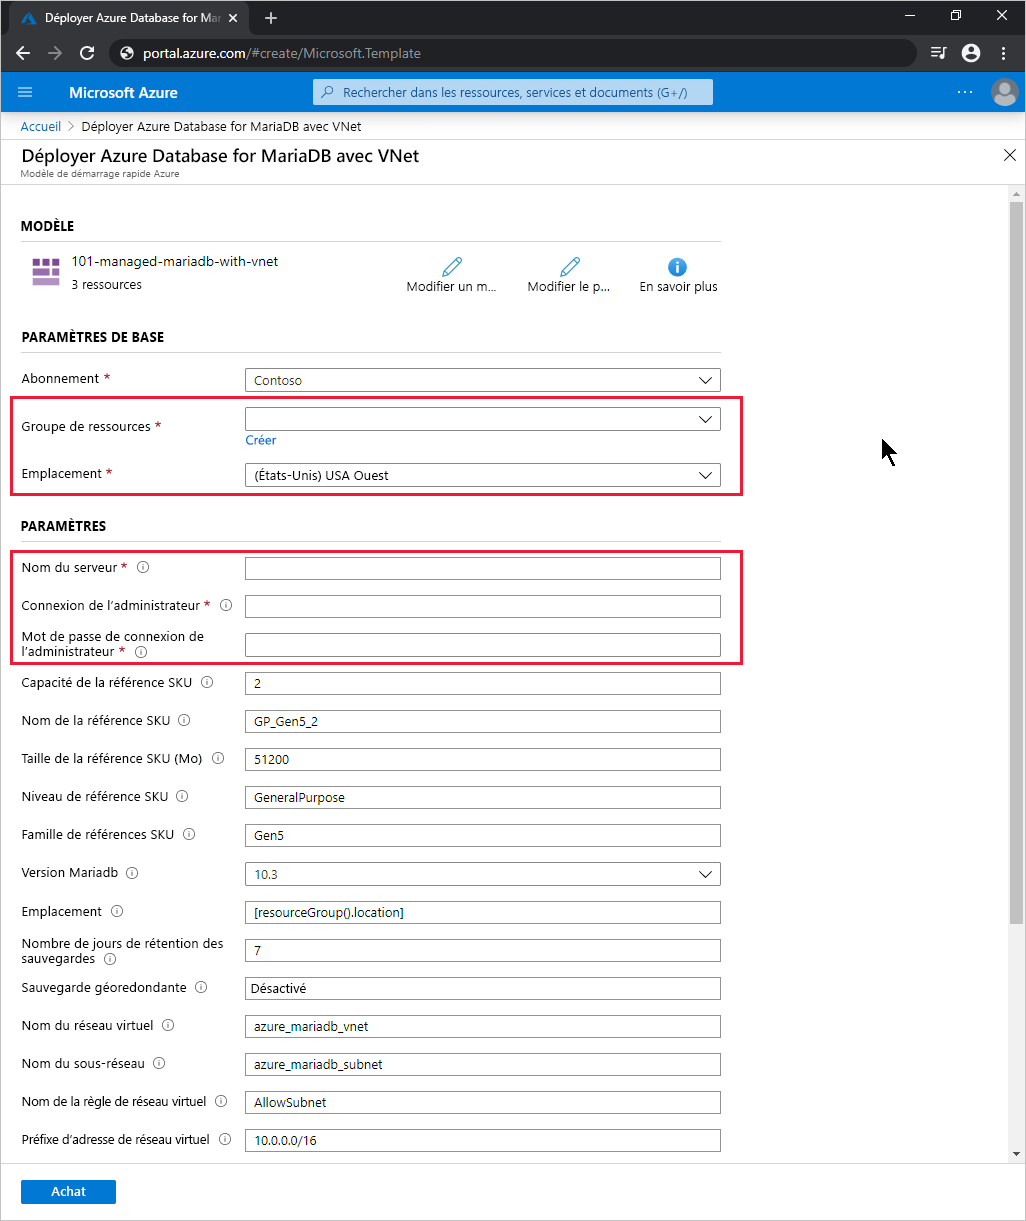 Déployer Azure Database for Mar
portal.azure.com/#create/Microsoft.Template
Microsoft Azure
Rechercher dans les ressources, services et documents (G+/)
Accueil > Déployer Azure Database for MariaDB avec VNet
Déployer Azure Database for MariaDB avec VNet
Modèle de démarrage rapide Azure
MODÈLE
101-managed-mariadb-with-vnet
3 ressources
Modifier un m...
Modifier le p...
En savoir plus
PARAMÈTRES DE BASE
Abonnement *
Contoso
Groupe de ressources *
Créer
Emplacement *
(États-Unis) USA Ouest
PARAMÈTRES
Nom du serveur *
Connexion de l'administrateur *
Mot de passe de connexion de
l'administrateur *
Capacité de la référence SKU
2
Nom de la référence SKU
GP_Gen5_2
Taille de la référence SKU (Mo)
51200
Niveau de référence SKU
GeneralPurpose
Famille de références SKU
Gen5
Version Mariadb
10.3
Emplacement
[resourceGroup().location]
Nombre de jours de rétention des
sauvegardes
7
Sauvegarde géoredondante
Désactivé
Nom du réseau virtuel
azure_mariadb_vnet
Nom du sous-réseau
azure_mariadb_subnet
Nom de la règle de réseau virtuel
AllowSubnet
Préfixe d'adresse de réseau virtuel
10.0.0.0/16
Achat